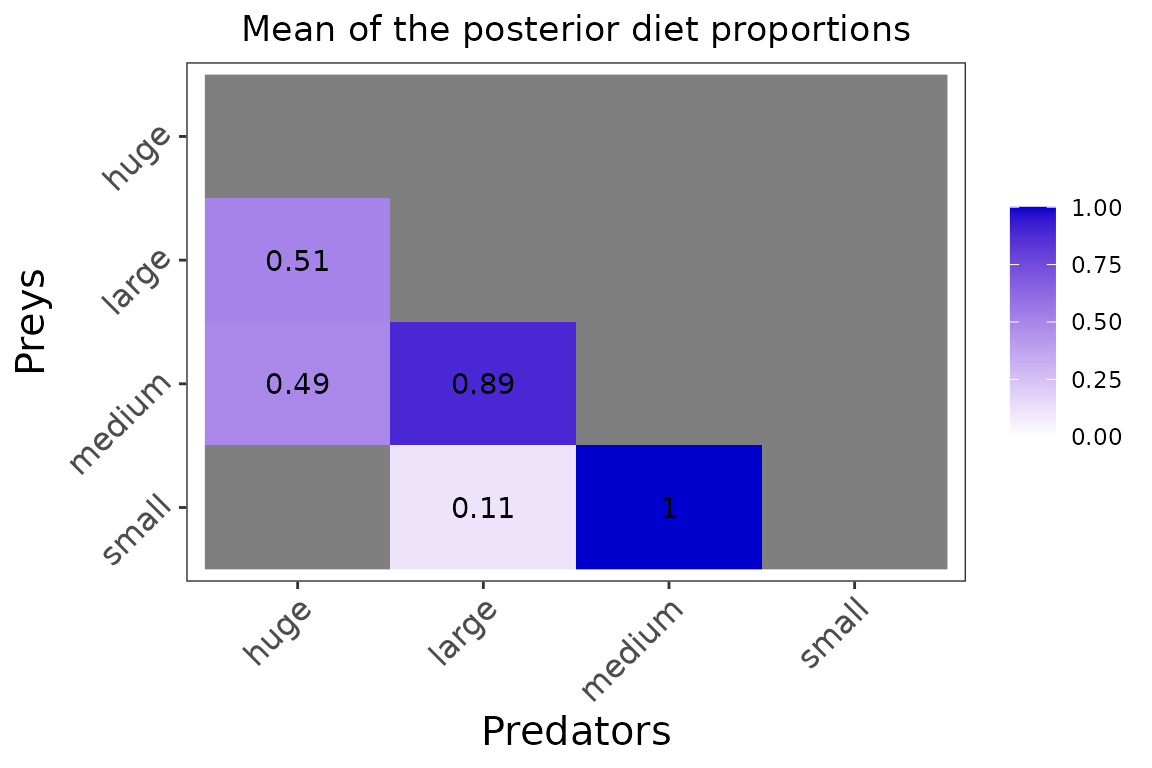 Mean of the posterior diet proportions
Preys
huge
large
medium
small
0.51
0.49
0.89
0.11
1
huge
large
medium
small
Predators
1.00
0.75
0.50
0.25
0.00